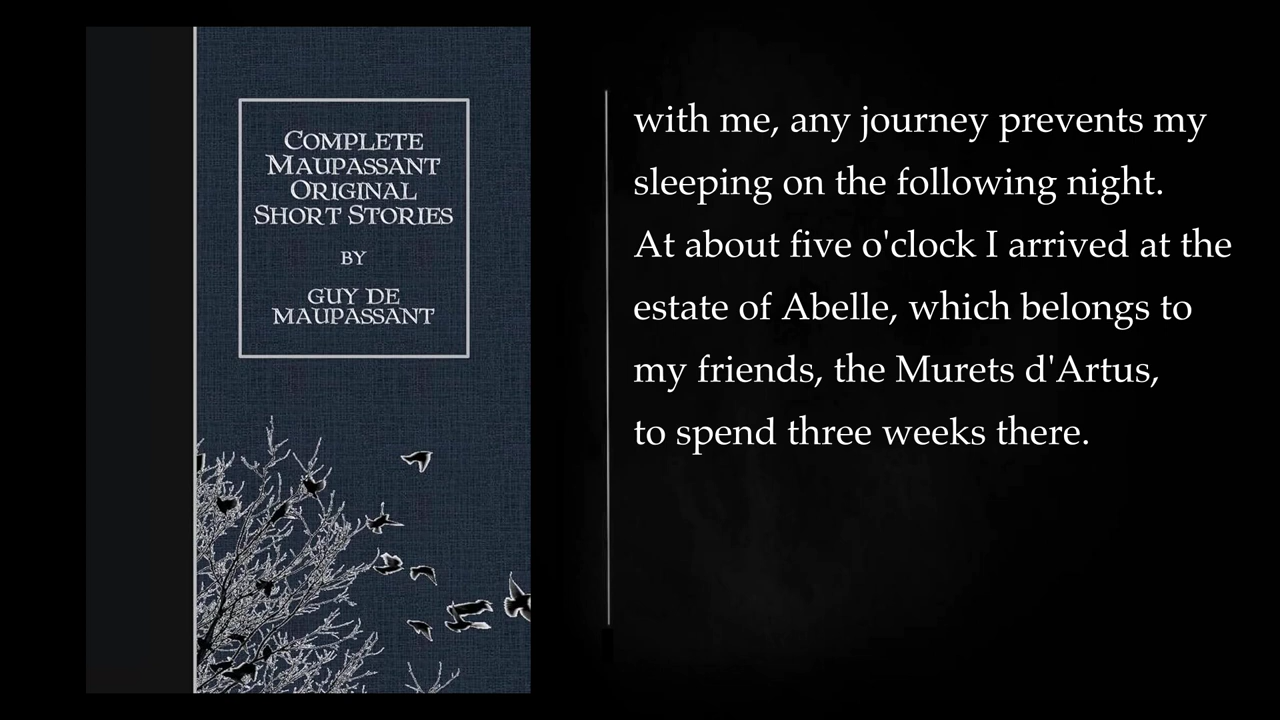 COMPLETE
MAUPASSANT
ORIGINAL
SHORT STORIES
BY
GUY DE
MAUPASSANT
with me, any journey prevents my
sleeping on the following night.
At about five o'clock I arrived at the
estate of Abelle, which belongs to
my friends, the Murets d'Artus,
to spend three weeks there.